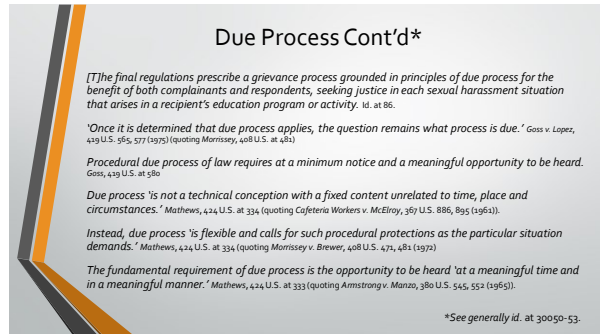 Due Process Cont'd*
[T]he final regulations prescribe a grievance process grounded in principles of due process for the
benefit of both complainants and respondents, seeking justice in each sexual harassment situation
that arises in a recipient's education program or activity. Id. at 86.
'Once it is determined that due process applies, the question remains what process is due.' Goss v. Lopez,
419 U.S. 565, 577 (1975) (quoting Morrissey, 408 U.S. at 481)
Procedural due process of law requires at a minimum notice and a meaningful opportunity to be heard.
Goss, 419 U.S. at 580
Due process 'is not a technical conception with a fixed content unrelated to time, place and
circumstances.' Mathews, 424 U.S. at 334 (quoting Cafeteria Workers v. McElroy, 367 U.S. 886, 895 (1961)).
Instead, due process 'is flexible and calls for such procedural protections as the particular situation
demands.' Mathews, 424 U.S. at 334 (quoting Morrissey v. Brewer, 408 U.S. 471, 481 (1972)
The fundamental requirement of due process is the opportunity to be heard 'at a meaningful time and
in a meaningful manner.' Mathews, 424 U.S. at 333 (quoting Armstrong v. Manzo, 380 U.S. 545, 552 (1965)).
*See generally id. at 30050-53.